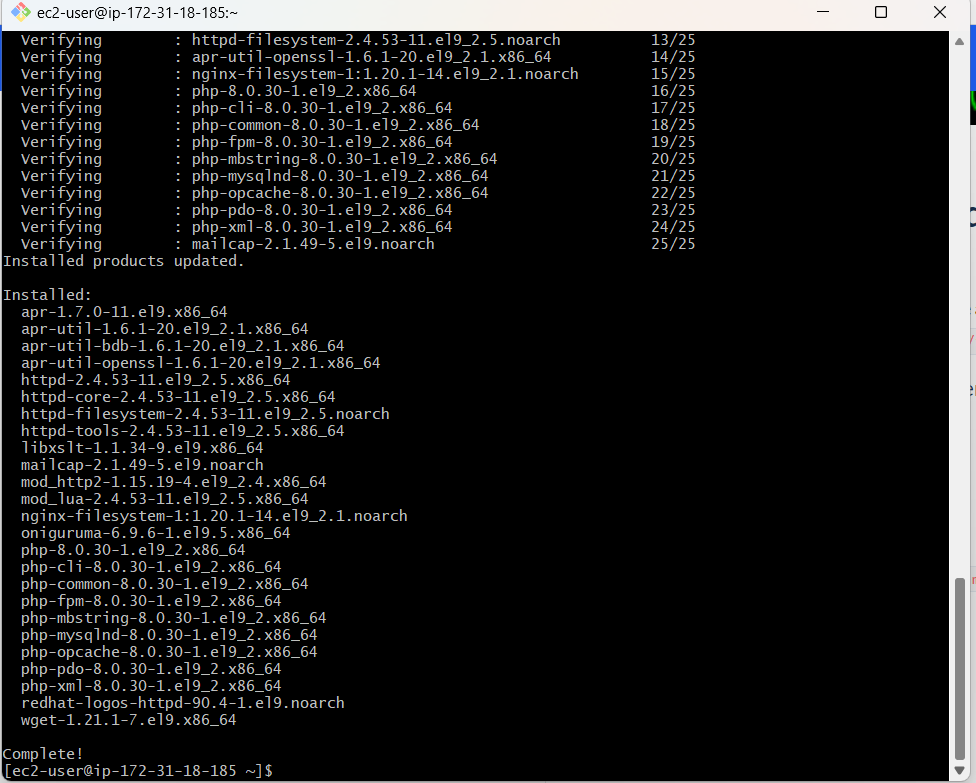 ec2-user@ip-172-31-18-185:~
Verifying : httpd-filesystem-2.4.53-11.el9_2.5.noarch 13/25
Verifying : apr-util-openssl-1.6.1-20.el9_2.1.x86_64 14/25
Verifying : nginx-filesystem-1:1.20.1-14.el9_2.1.noarch 15/25
Verifying : php-8.0.30-1.el9_2.x86_64 16/25
Verifying : php-cli-8.0.30-1.el9_2.x86_64 17/25
Verifying : php-common-8.0.30-1.el9_2.x86_64 18/25
Verifying : php-fpm-8.0.30-1.el9_2.x86_64 19/25
Verifying : php-mbstring-8.0.30-1.el9_2.x86_64 20/25
Verifying : php-mysqlnd-8.0.30-1.el9_2.x86_64 21/25
Verifying : php-opcache-8.0.30-1.el9_2.x86_64 22/25
Verifying : php-pdo-8.0.30-1.el9_2.x86_64 23/25
Verifying : php-xml-8.0.30-1.el9_2.x86_64 24/25
Verifying : mailcap-2.1.49-5.el9.noarch 25/25
Installed products updated.
Installed:
apr-1.7.0-11.el9.x86_64
apr-util-1.6.1-20.el9_2.1.x86_64
apr-util-bdb-1.6.1-20.el9_2.1.x86_64
apr-util-openssl-1.6.1-20.el9_2.1.x86_64
httpd-2.4.53-11.el9_2.5.x86_64
httpd-core-2.4.53-11.el9_2.5.x86_64
httpd-filesystem-2.4.53-11.el9_2.5.noarch
httpd-tools-2.4.53-11.el9_2.5.x86_64
libxslt-1.1.34-9.el9.x86_64
mailcap-2.1.49-5.el9.noarch
mod_http2-1.15.19-4.el9_2.4.x86_64
mod_lua-2.4.53-11.el9_2.5.x86_64
nginx-filesystem-1:1.20.1-14.el9_2.1.noarch
oniguruma-6.9.6-1.el9.5.x86_64
php-8.0.30-1.el9_2.x86_64
php-cli-8.0.30-1.el9_2.x86_64
php-common-8.0.30-1.el9_2.x86_64
php-fpm-8.0.30-1.el9_2.x86_64
php-mbstring-8.0.30-1.el9_2.x86_64
php-mysqlnd-8.0.30-1.el9_2.x86_64
php-opcache-8.0.30-1.el9_2.x86_64
php-pdo-8.0.30-1.el9_2.x86_64
php-xml-8.0.30-1.el9_2.x86_64
redhat-logos-httpd-90.4-1.el9.noarch
wget-1.21.1-7.el9.x86_64
Complete!
[ec2-user@ip-172-31-18-185 ~]$